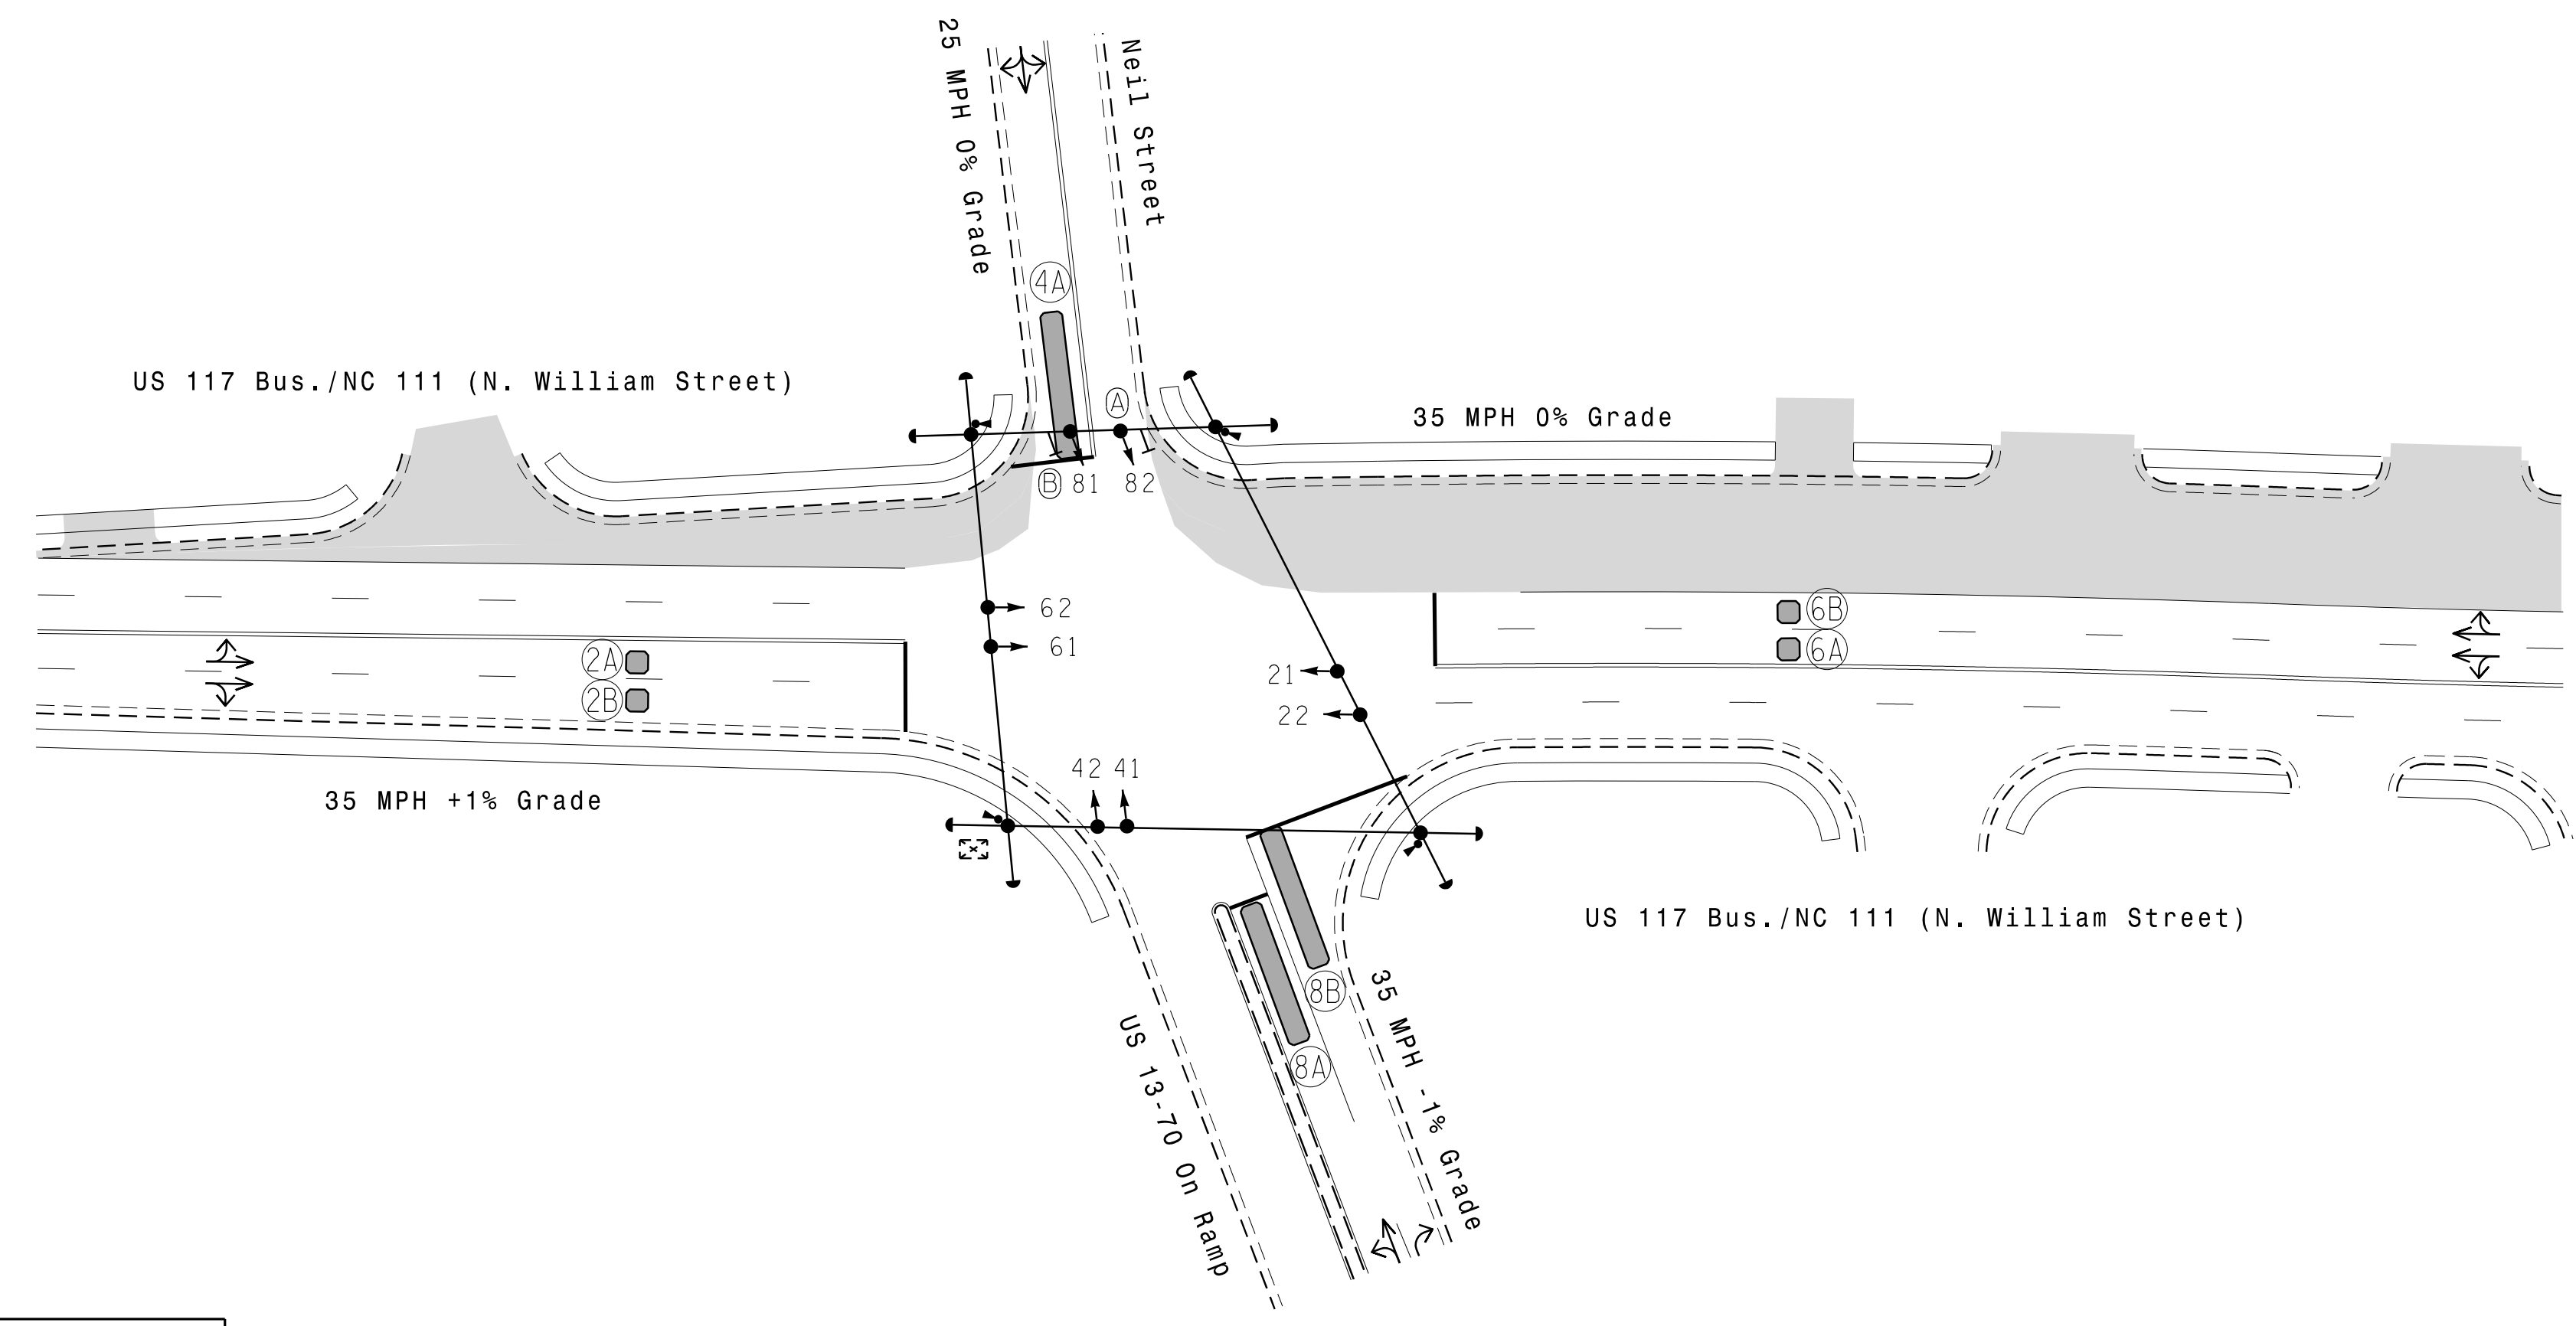 25 MPH 0% Grade
Neil Street
4A
US 117 Bus./NC 111 (N. William Street)
A
35 MPH 0% Grade
B 81 82
62
6B
61
6A
2A
21
2B
22
42 41
35 MPH +1% Grade
US 117 Bus./NC 111 (N. William Street)
8B
35 MPH -1% Grade
8A
US 13-70 On Ramp